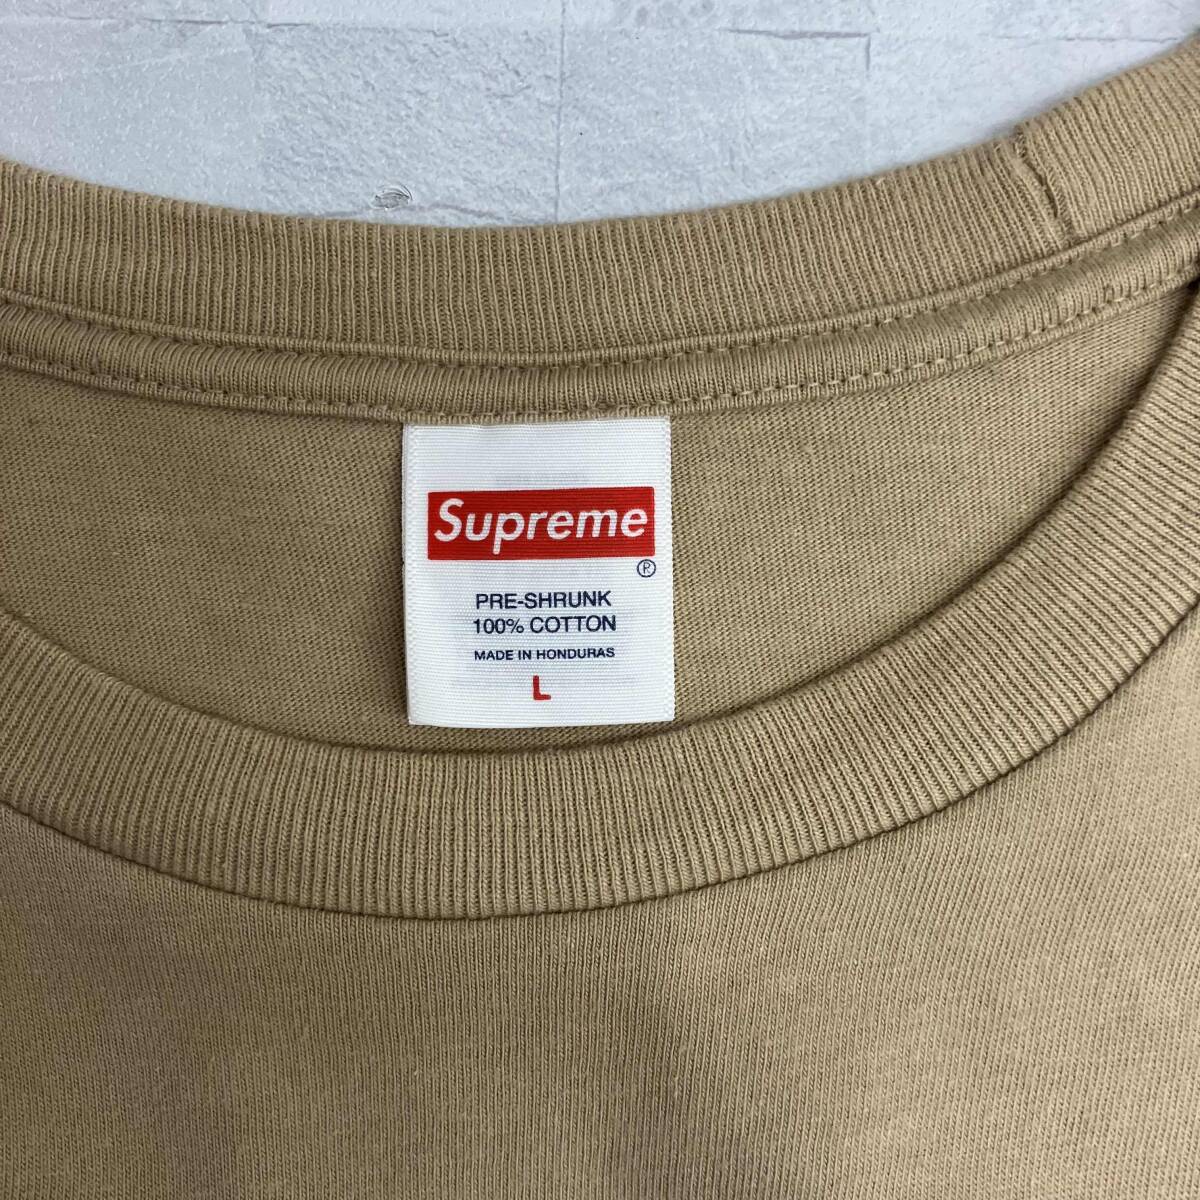 Supreme
®
PRE-SHRUNK
100% COTTON
MADE IN HONDURAS
L